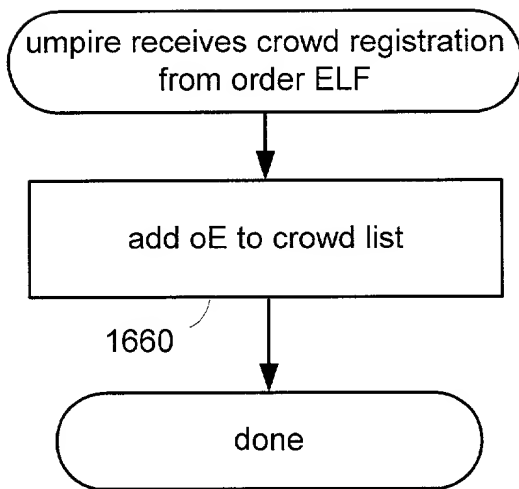 umpire receives crowd registration
from order ELF
add oE to crowd list
1660
done